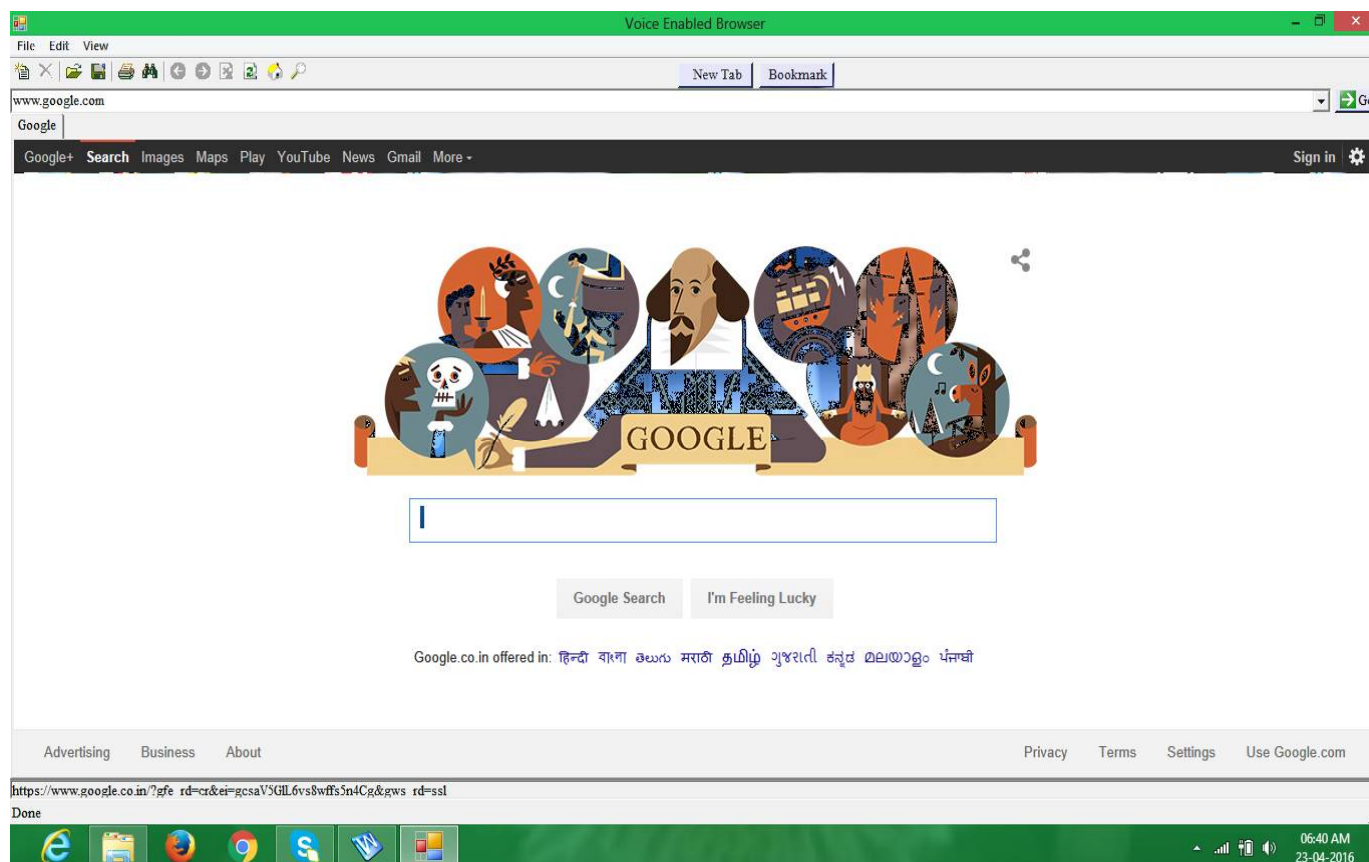 Voice Enabled Browser
File Edit View
New Tab Bookmark
www.google.com
Google
Google+ Search Images Maps Play YouTube News Gmail More Sign in
GOOGLE
Google Search I'm Feeling Lucky
Google.co.in offered in: हिन्दी বাংলা తెలుగు मराठी தமிழ் ગુજરાતી ಕನ್ನಡ മലയാളം ਪੰਜਾਬੀ
Advertising Business About Privacy Terms Settings Use Google.com
Done
06:40 AM
23-04-2016